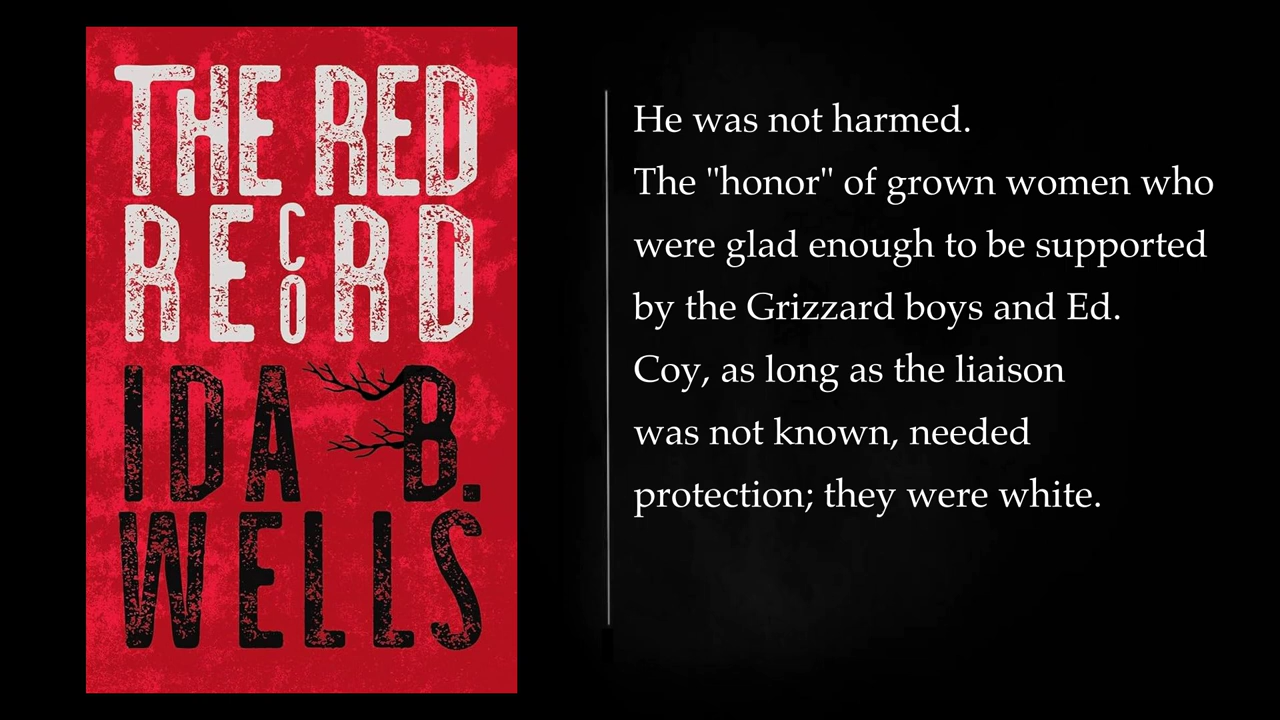 THE RED
RECORD
IDA B.
WELLS
He was not harmed.
The "honor" of grown women who
were glad enough to be supported
by the Grizzard boys and Ed.
Coy, as long as the liaison
was not known, needed
protection; they were white.